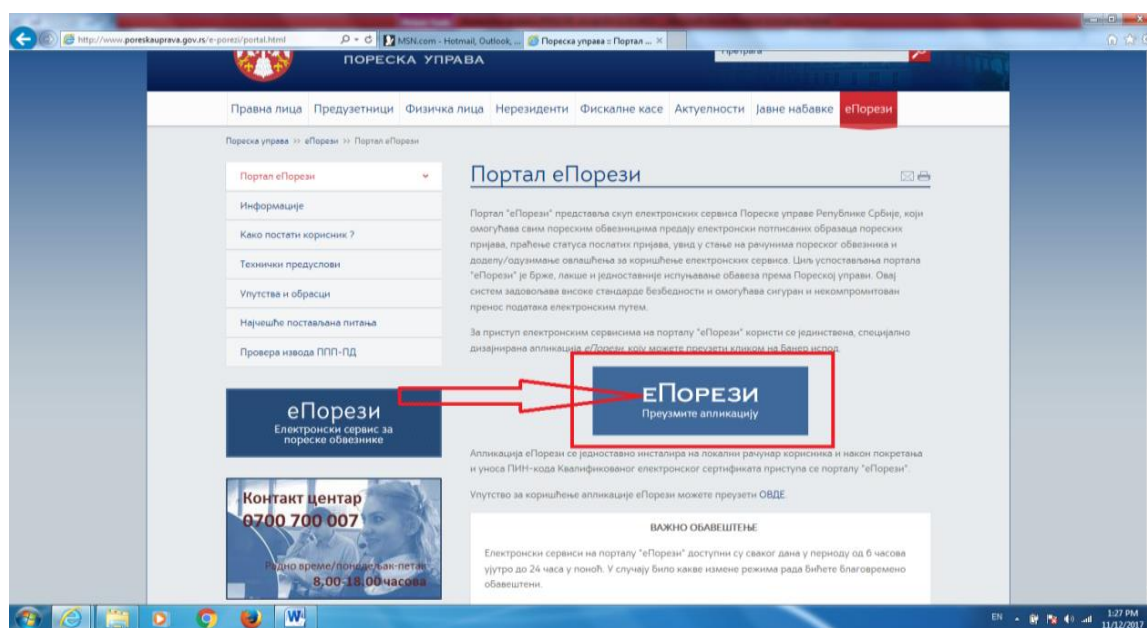 http://www.poreskauprava.gov.rs/e-porezi/portal.html
MSN.com - Hotmail, Outlook, ...
Пореска управа :: Портал ...
ПОРЕСКА УПРАВА
Претрага
Правна лица Предузетници Физичка лица Нерезиденти Фискалне касе Актуелности Јавне набавке еПорези
Пореска управа >> еПорези >> Портал еПорези
Портал еПорези
Информације
Како постати корисник ?
Технички предуслови
Упутства и обрасци
Најчешће постављана питања
Провера извода ППП-ПД
еПорези
Електронски сервис за
пореске обвезнике
Контакт центар
0700 700 007
Радно време/понедељак-петак
8,00-18.00 часова
Портал еПорези
Портал "еПорези" представља скуп електронских сервиса Пореске управе Републике Србије, који
омогућава свим пореским обвезницима предају електронски потписаних образаца пореских
пријава, праћење статуса послатих пријава, увид у стање на рачунима пореског обвезника и
доделу/одузимање овлашћења за коришћење електронских сервиса. Циљ успостављања портала
"еПорези" је брже, лакше и једноставније испуњавање обавеза према Пореској управи. Овај
систем задовољава високе стандарде безбедности и омогућава сигуран и некомпромитован
пренос података електронским путем.
За приступ електронским сервисима на порталу "еПорези" користи се јединствена, специјално
дизајнирана апликација еПорези, коју можете преузети кликом на банер испод.
еПОРЕЗИ
Преузмите апликацију
Апликација еПорези се једноставно инсталира на локални рачунар корисника и након покретања
и уноса ПИН-кода Квалификованог електронског сертификата приступа се порталу "еПорези".
Упутство за коришћење апликације еПорези можете преузети ОВДЕ.
ВАЖНО ОБАВЕШТЕЊЕ
Електронски сервиси на порталу "еПорези" доступни су сваког дана у периоду од 6 часова
ујутро до 24 часа у поноћ. У случају било какве измене режима рада бићете благовремено
обавештени.
EN
1:27 PM
11/12/2017